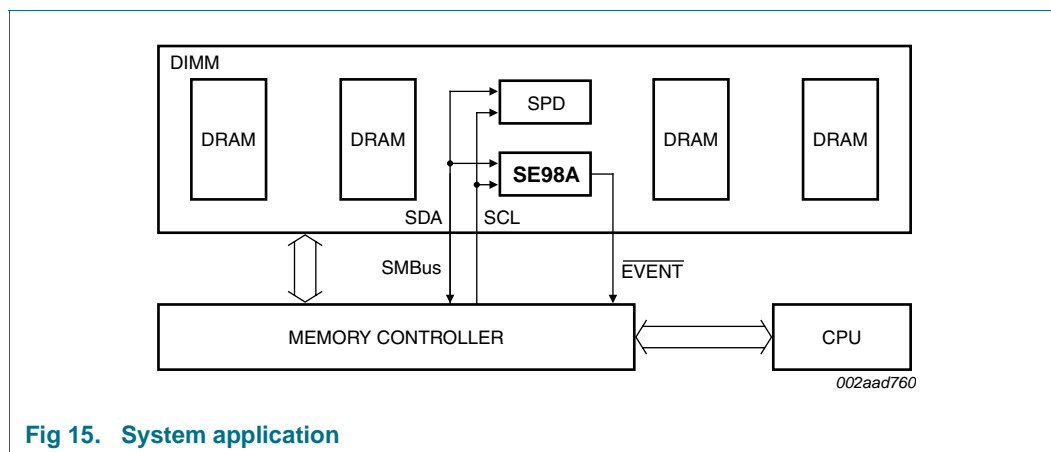 DIMM
DRAM
DRAM
SPD
SE98A
DRAM
DRAM
SDA
SCL
SMBus
EVENT
MEMORY CONTROLLER
CPU
002aad760
Fig 15. System application